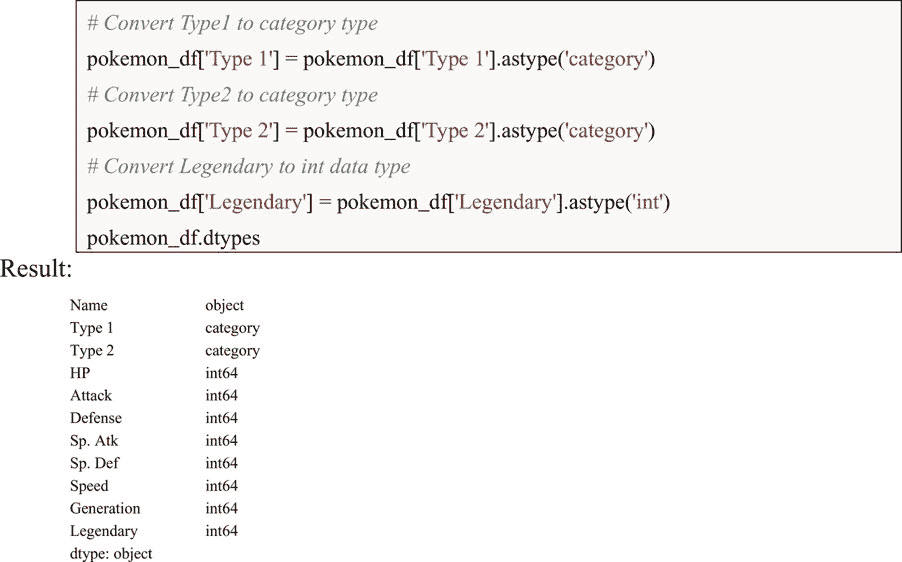 # Convert Type1 to category type
pokemon_df['Type 1'] = pokemon_df['Type 1'].astype('category')
# Convert Type2 to category type
pokemon_df['Type 2'] = pokemon_df['Type 2'].astype('category')
# Convert Legendary to int data type
pokemon_df['Legendary'] = pokemon_df['Legendary'].astype('int')
pokemon_df.dtypes
Result:
Name object
Type 1 category
Type 2 category
HP int64
Attack int64
Defense int64
Sp. Atk int64
Sp. Def int64
Speed int64
Generation int64
Legendary int64
dtype: object